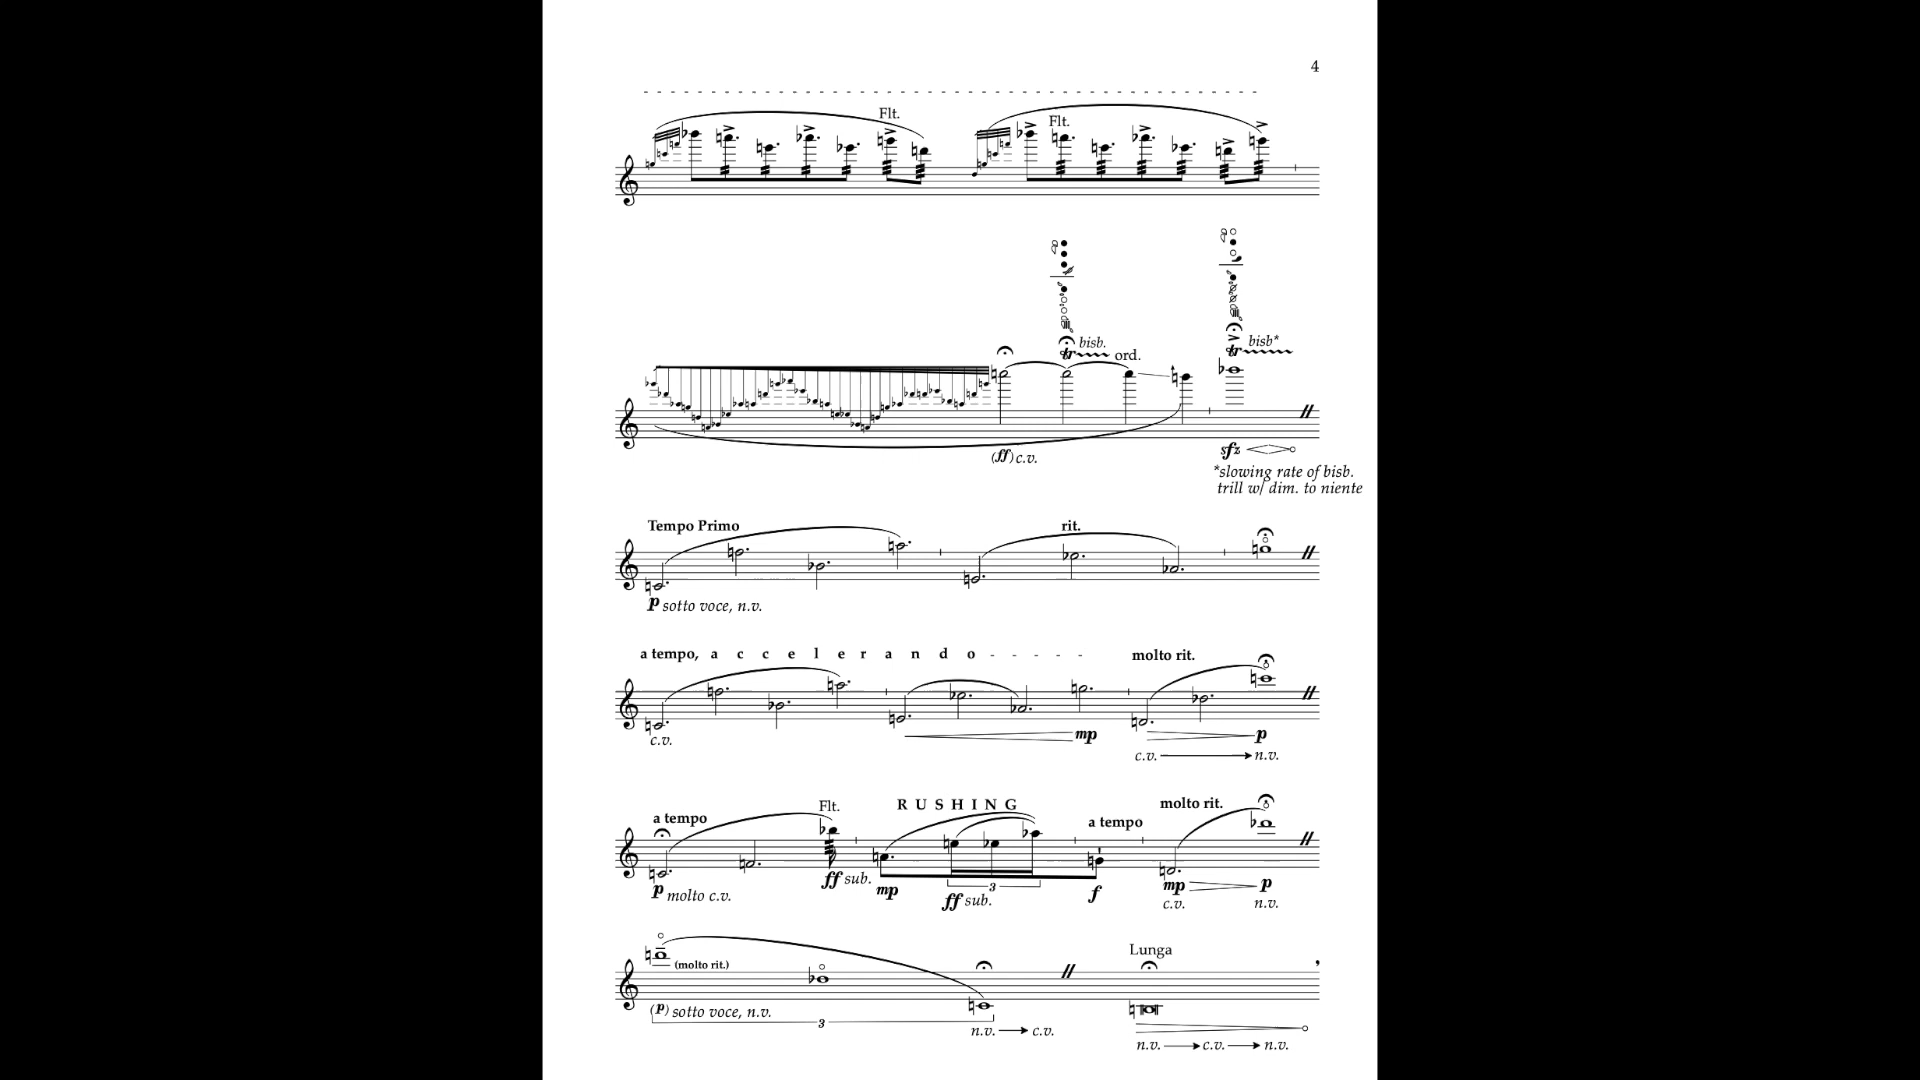 4
Flt.
Flt.
bisb.
bisb*
tr
tr
ord.
(ff) c.v.
sfz
*slowing rate of bisb.
trill w/ dim. to niente
Tempo Primo
rit.
p sotto voce, n.v.
a tempo, a c c e l e r a n d o - - - - -
molto rit.
c.v.
mp
p
c.v.
n.v.
Flt.
R U S H I N G
molto rit.
a tempo
a tempo
ff sub.
mp
3
f
mp
p
p molto c.v.
ff sub.
c.v.
n.v.
Lunga
(molto rit.)
(p) sotto voce, n.v.
3
n.v.
c.v.
n.v.
c.v.
n.v.